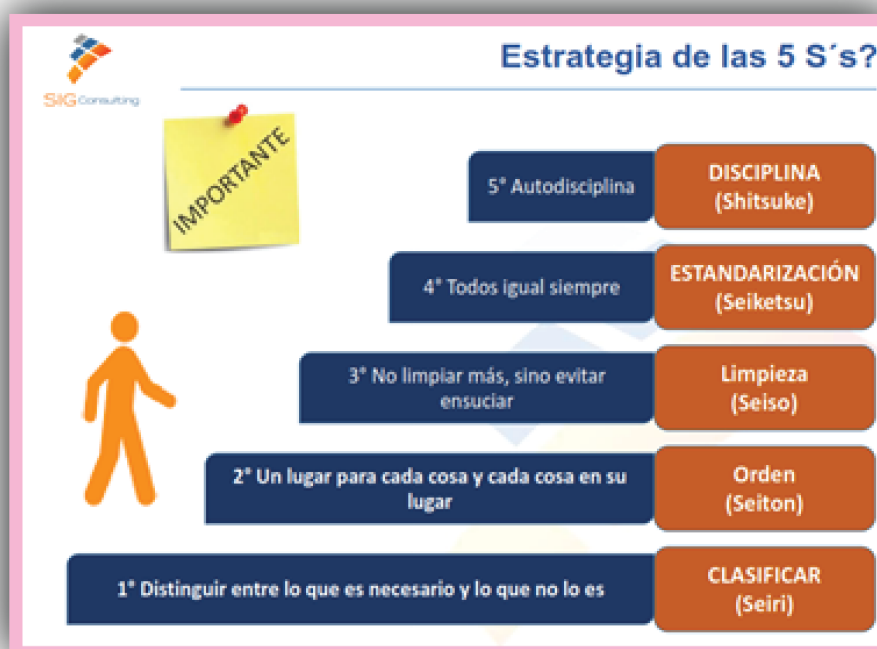 SIG Consulting
Estrategia de las 5 S´s?
IMPORTANTE
5° Autodisciplina
DISCIPLINA
(Shitsuke)
4° Todos igual siempre
ESTANDARIZACIÓN
(Seiketsu)
3° No limpiar más, sino evitar
ensuciar
Limpieza
(Seiso)
2° Un lugar para cada cosa y cada cosa en su
lugar
Orden
(Seiton)
1° Distinguir entre lo que es necesario y lo que no lo es
CLASIFICAR
(Seiri)